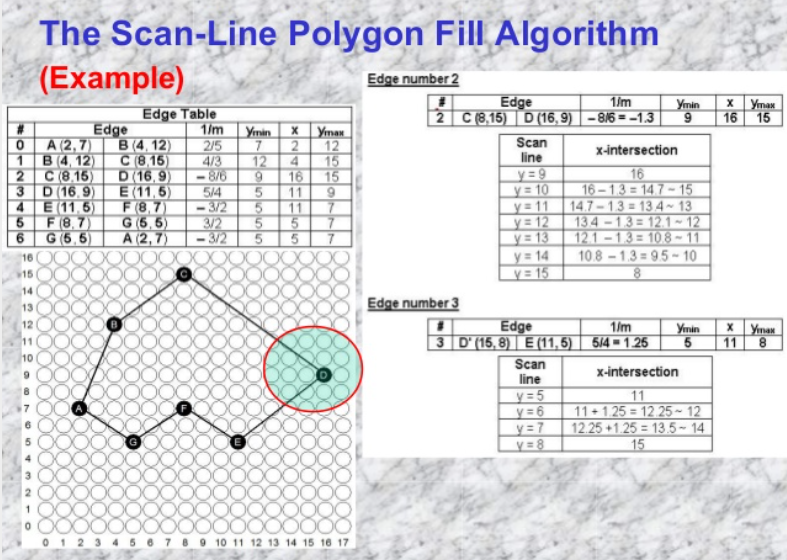 The Scan-Line Polygon Fill Algorithm
(Example)
Edge Table
# Edge 1/m ymin x ymax
0 A (2, 7) B (4, 12) 2/5 7 2 12
1 B (4, 12) C (8,15) 4/3 12 4 15
2 C (8,15) D (16, 9) – 8/6 9 16 15
3 D (16, 9) E (11, 5) 5/4 5 11 9
4 E (11, 5) F (8, 7) – 3/2 5 11 7
5 F (8, 7) G (5, 5) 3/2 5 5 7
6 G (5, 5) A (2, 7) – 3/2 5 5 7
16
15 C
14
13
12 B
11
10
9 D
8
7 A F
6
5 G E
4
3
2
1
0
0 1 2 3 4 5 6 7 8 9 10 11 12 13 14 15 16 17
Edge number 2
# Edge 1/m ymin x ymax
2 C (8,15) D (16, 9) – 8/6 = –1.3 9 16 15
Scan line x-intersection
y = 9 16
y = 10 16 – 1.3 = 14.7 ~ 15
y = 11 14.7 – 1.3 = 13.4 ~ 13
y = 12 13.4 – 1.3 = 12.1 ~ 12
y = 13 12.1 – 1.3 = 10.8 ~ 11
y = 14 10.8 – 1.3 = 9.5 ~ 10
y = 15 8
Edge number 3
# Edge 1/m ymin x ymax
3 D' (15, 8) E (11, 5) 5/4 = 1.25 5 11 8
Scan line x-intersection
y = 5 11
y = 6 11 + 1.25 = 12.25 ~ 12
y = 7 12.25 +1.25 = 13.5 ~ 14
y = 8 15